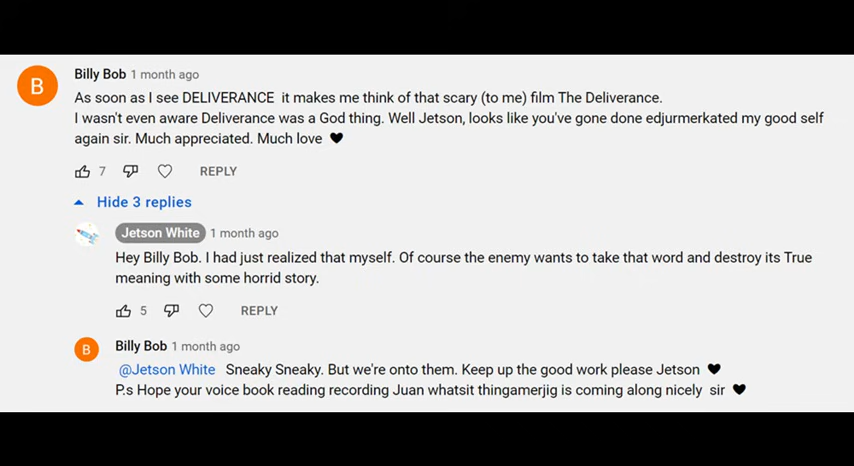 B
Billy Bob 1 month ago
As soon as I see DELIVERANCE it makes me think of that scary (to me) film The Deliverance.
I wasn't even aware Deliverance was a God thing. Well Jetson, looks like you've gone done edjurmerkated my good self
again sir. Much appreciated. Much love 🖤
7 REPLY
Hide 3 replies
Jetson White 1 month ago
Hey Billy Bob. I had just realized that myself. Of course the enemy wants to take that word and destroy its True
meaning with some horrid story.
5 REPLY
B
Billy Bob 1 month ago
@Jetson White Sneaky Sneaky. But we're onto them. Keep up the good work please Jetson 🖤
P.s Hope your voice book reading recording Juan whatsit thingamerjig is coming along nicely sir 🖤